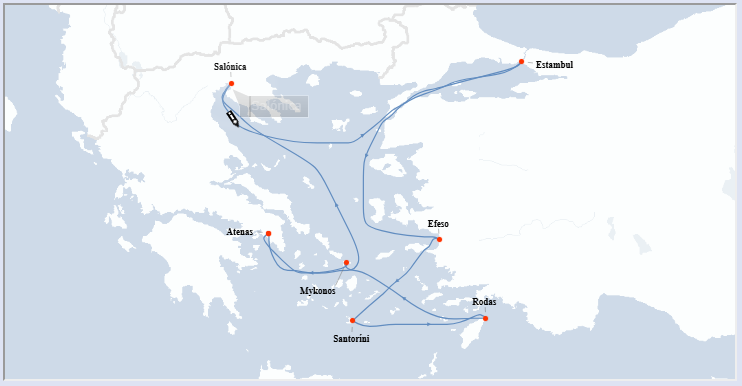 Salónica
Estambul
Efeso
Atenas
Mykonos
Rodas
Santorini